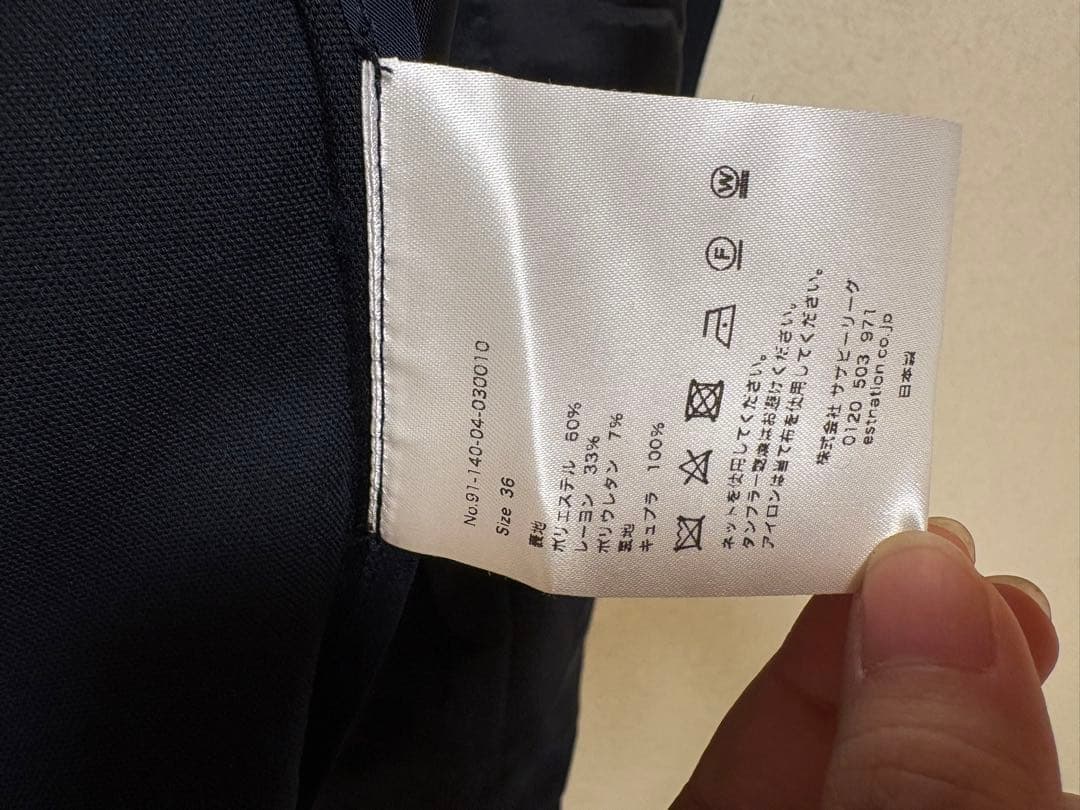 No.91-140-04-030010
Size 36
表地
ポリエステル 60%
レーヨン 33%
ポリウレタン 7%
裏地
キュプラ 100%
F
W
ネットを使用してください。
タンブラー乾燥はお避けください。
アイロンは当て布を使用してください。
株式会社 サザビーリーグ
0120 503 971
estnation.co.jp
日本製